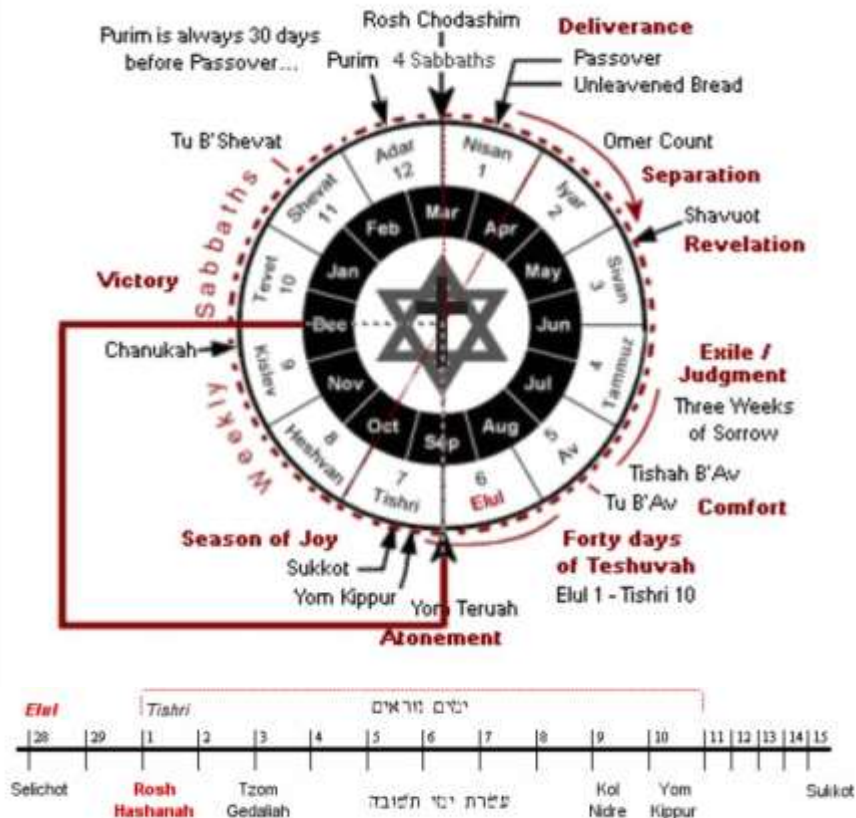 Rosh Chodashim
Deliverance
Purim is always 30 days
before Passover...
Purim 4 Sabbaths
Passover
Unleavened Bread
Tu B'Shevat
Omer Count
Separation
Shavuot
Revelation
Weekly Sabbaths
Victory
Chanukah
Adar
12
Nisan
1
Iyar
2
Sivan
3
Tammuz
4
Av
5
Elul
6
Tishri
7
Heshvan
8
Kislev
9
Tevet
10
Shevat
11
Mar
Apr
May
Jun
Jul
Aug
Sep
Oct
Nov
Dec
Jan
Feb
Exile /
Judgment
Three Weeks
of Sorrow
Tishah B'Av
Tu B'Av
Comfort
Season of Joy
Sukkot
Yom Kippur
Yom Teruah
Atonement
Forty days
of Teshuvah
Elul 1 - Tishri 10
Elul Tishri ימים נוראים
28 29 1 2 3 4 5 6 7 8 9 10 11 12 13 14 15
Selichot Rosh Hashanah Tzom Gedaliah עשרת ימי תשובה Kol Nidre Yom Kippur Sukkot